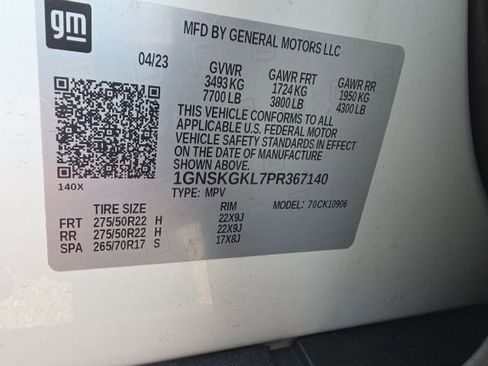 gm
MFD BY GENERAL MOTORS LLC
04/23 GVWR GAWR FRT GAWR RR
3493 KG 1724 KG 1950 KG
7700 LB 3800 LB 4300 LB
THIS VEHICLE CONFORMS TO ALL
APPLICABLE U.S. FEDERAL MOTOR
VEHICLE SAFETY STANDARDS IN EFFECT
ON THE DATE OF MANUFACTURE
SHOWN ABOVE.
140X
1GNSKGKL7PR367140
TYPE: MPV MODEL: 70CK10906
TIRE SIZE RIM
FRT 275/50R22 H 22X9J
RR 275/50R22 H 22X9J
SPA 265/70R17 S 17X8J